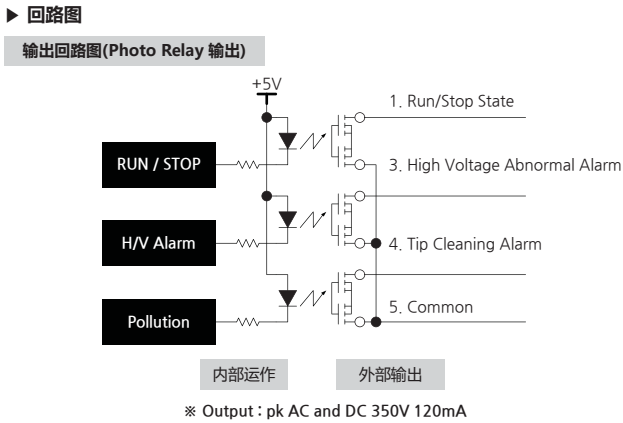 ▶ 回路图
输出回路图(Photo Relay 输出)
+5V
1. Run/Stop State
RUN / STOP
3. High Voltage Abnormal Alarm
H/V Alarm
4. Tip Cleaning Alarm
5. Common
Pollution
内部运作
外部输出
※ Output : pk AC and DC 350V 120mA